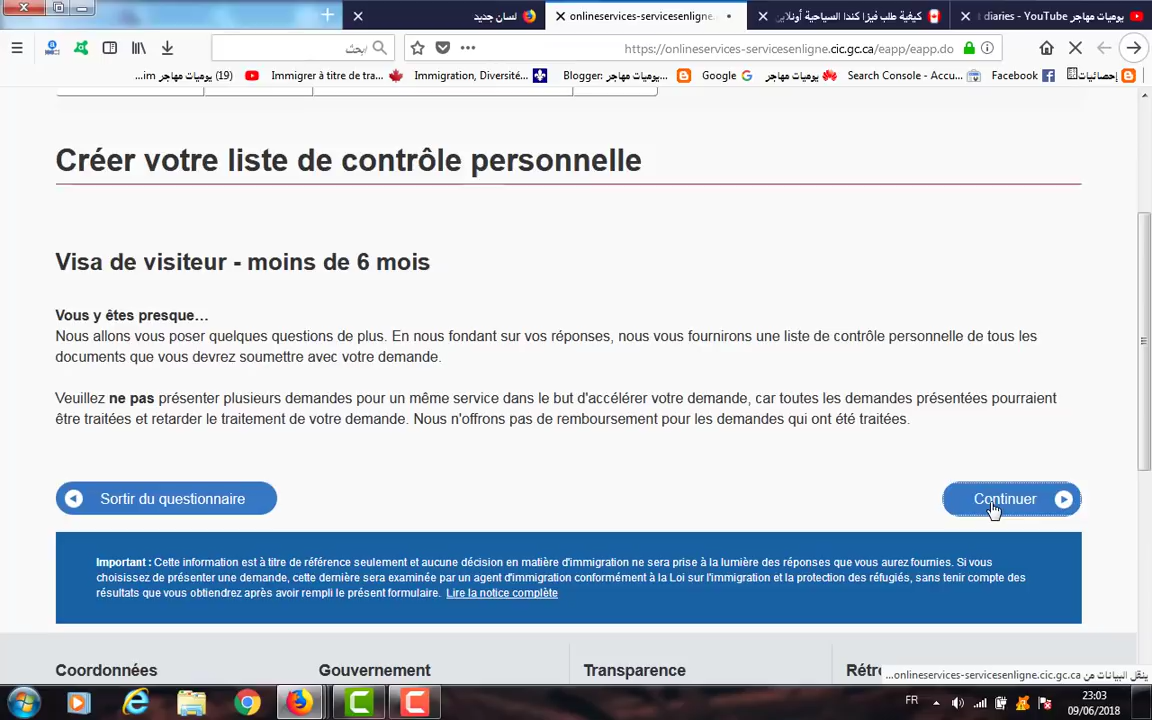 لسان جديد
onlineservices-servicesenligne.
كيفية طلب فيزا كندا السياحية أونلاين
يوميات مهاجر I diaries - YouTube
ابحث
https://onlineservices-servicesenligne.cic.gc.ca/eapp/eapp.do
...im يوميات مهاجر (19)
Immigrer à titre de tra...
Immigration, Diversité...
Blogger: يوميات مهاجر...
Google
يوميات مهاجر
Search Console - Accu...
Facebook
إحصائيات
Créer votre liste de contrôle personnelle
Visa de visiteur - moins de 6 mois
Vous y êtes presque...
Nous allons vous poser quelques questions de plus. En nous fondant sur vos réponses, nous vous fournirons une liste de contrôle personnelle de tous les
documents que vous devrez soumettre avec votre demande.
Veuillez ne pas présenter plusieurs demandes pour un même service dans le but d'accélérer votre demande, car toutes les demandes présentées pourraient
être traitées et retarder le traitement de votre demande. Nous n'offrons pas de remboursement pour les demandes qui ont été traitées.
Sortir du questionnaire
Continuer
Important : Cette information est à titre de référence seulement et aucune décision en matière d'immigration ne sera prise à la lumière des réponses que vous aurez fournies. Si vous
choisissez de présenter une demande, cette dernière sera examinée par un agent d'immigration conformément à la Loi sur l'immigration et la protection des réfugiés, sans tenir compte des
résultats que vous obtiendrez après avoir rempli le présent formulaire. Lire la notice complète
Coordonnées
Gouvernement
Transparence
Rétr
ينقل البيانات من onlineservices-servicesenligne.cic.gc.ca...
FR
23:03
09/06/2018